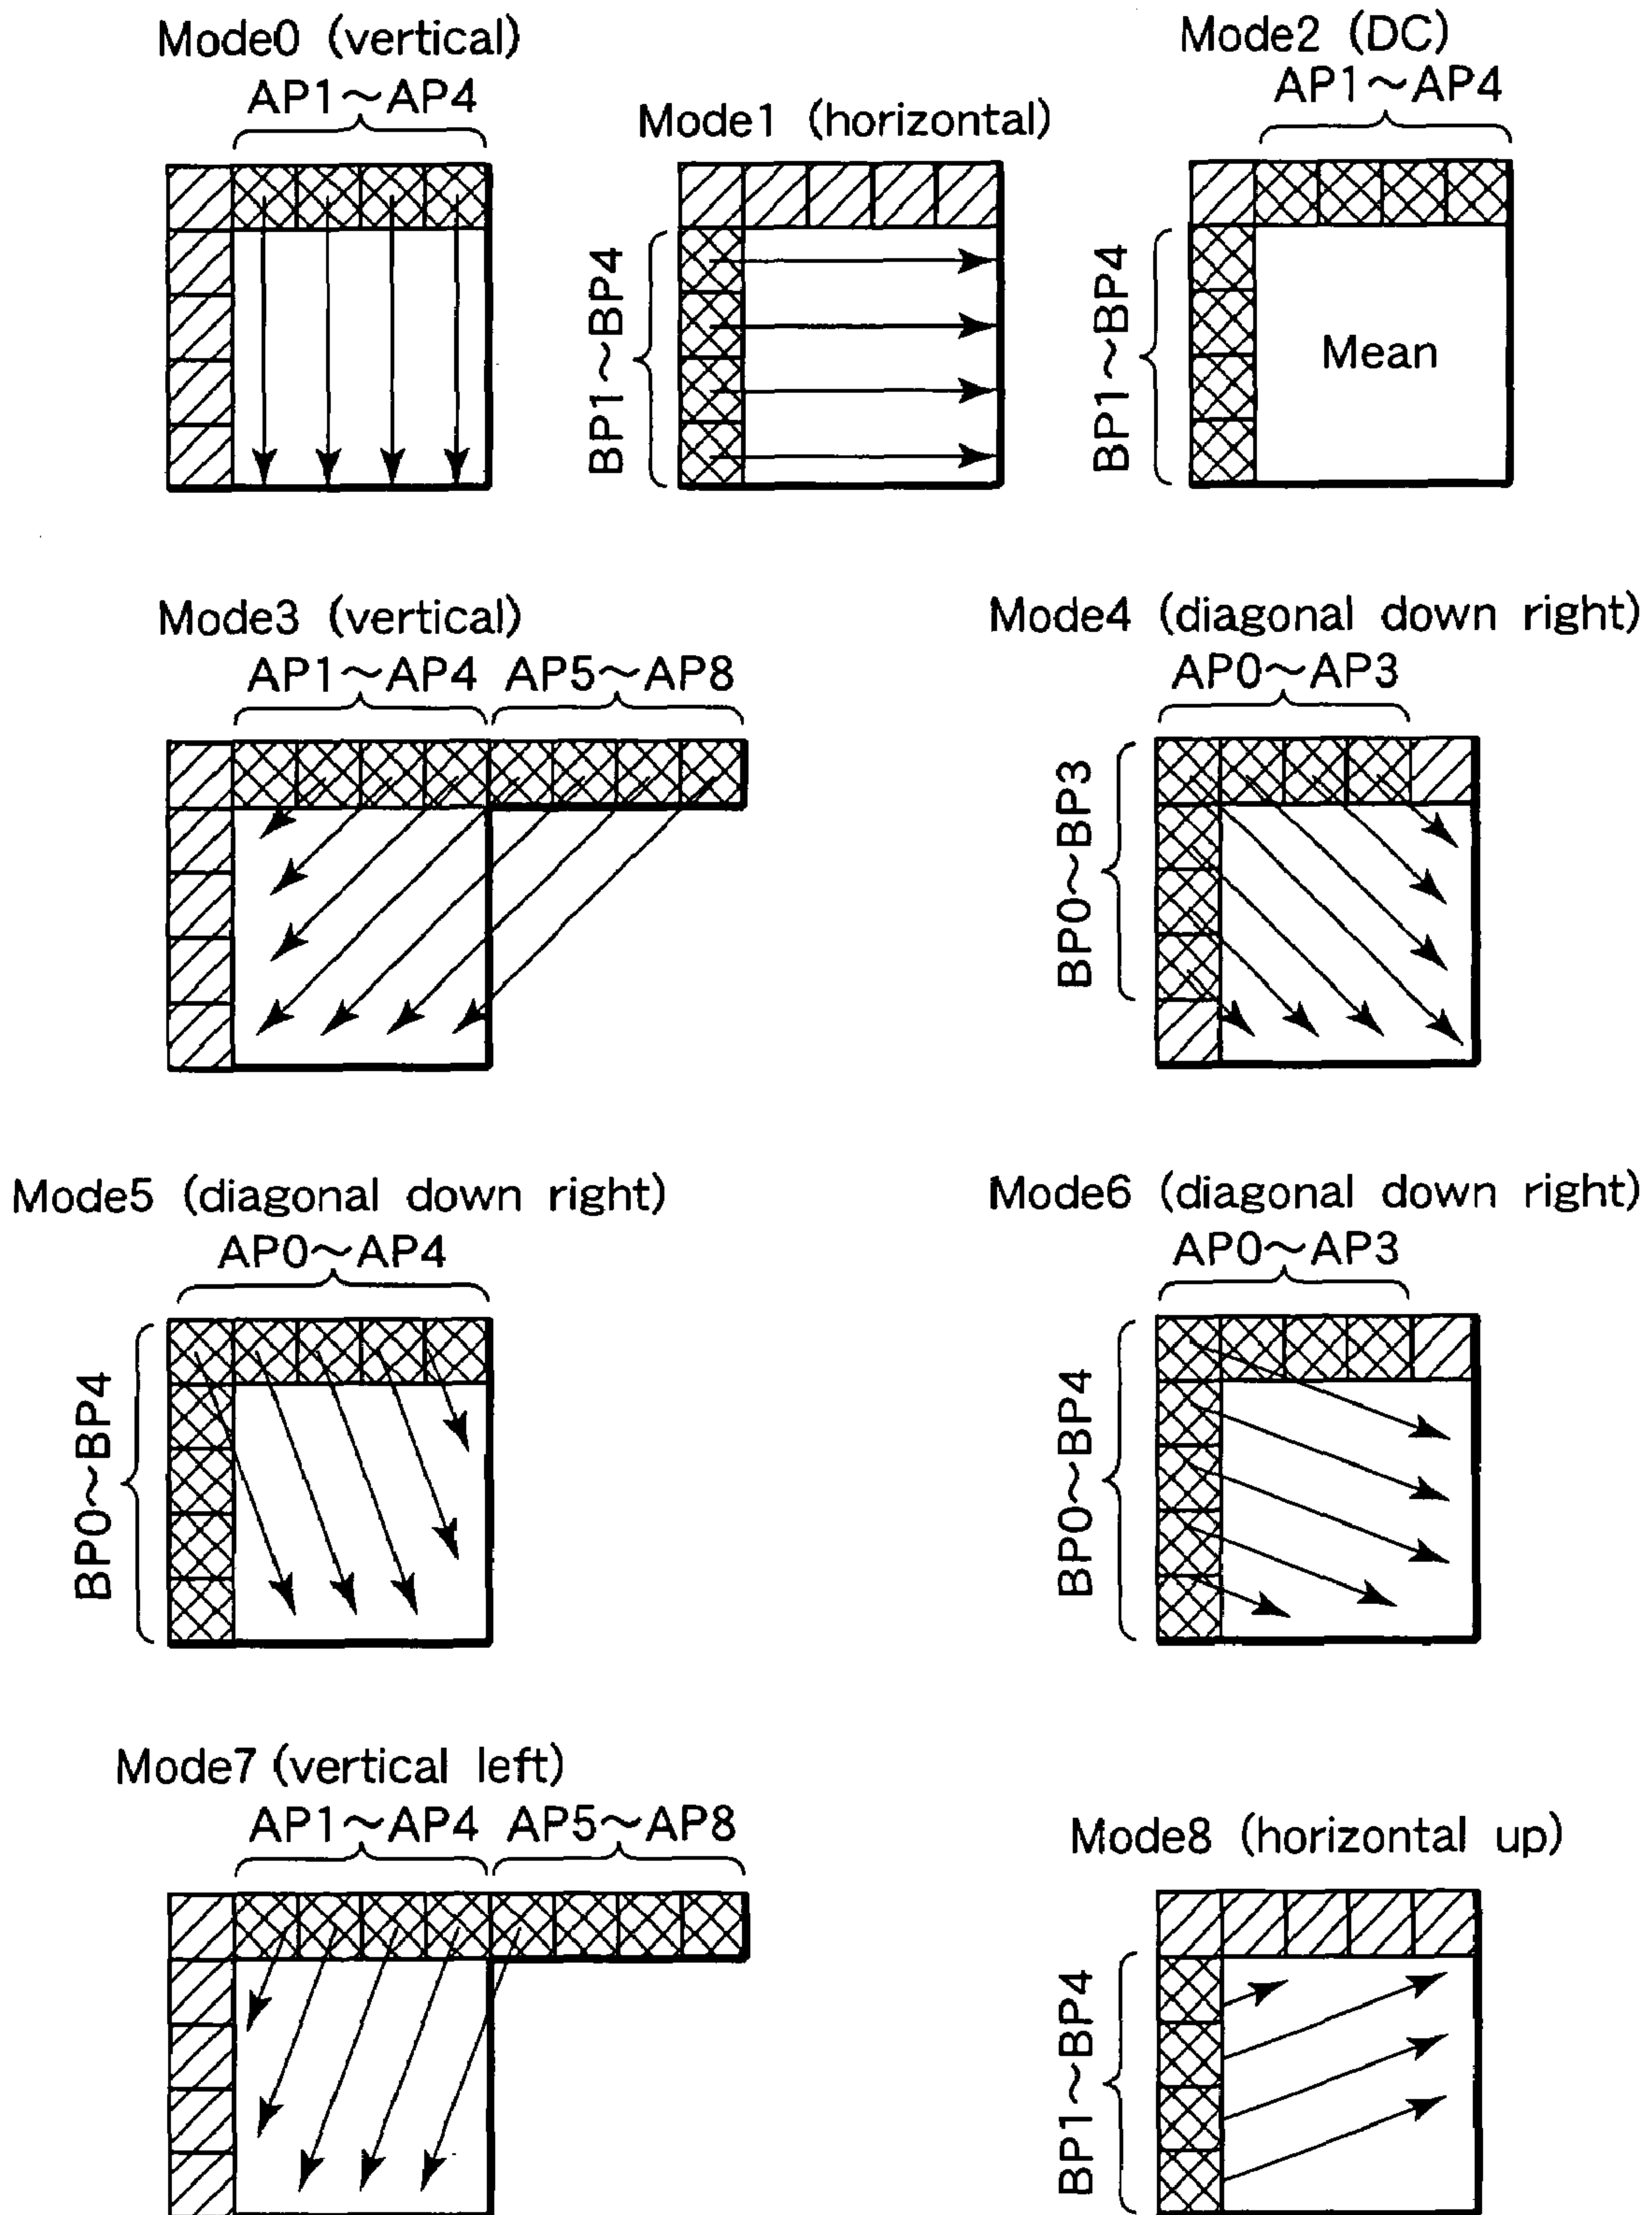 Mode0 (vertical)
AP1～AP4
Mode1 (horizontal)
BP1～BP4
Mode2 (DC)
AP1～AP4
BP1～BP4
Mean
Mode3 (vertical)
AP1～AP4 AP5～AP8
Mode4 (diagonal down right)
AP0～AP3
BP0～BP3
Mode5 (diagonal down right)
AP0～AP4
BP0～BP4
Mode6 (diagonal down right)
AP0～AP3
BP0～BP4
Mode7 (vertical left)
AP1～AP4 AP5～AP8
Mode8 (horizontal up)
BP1～BP4